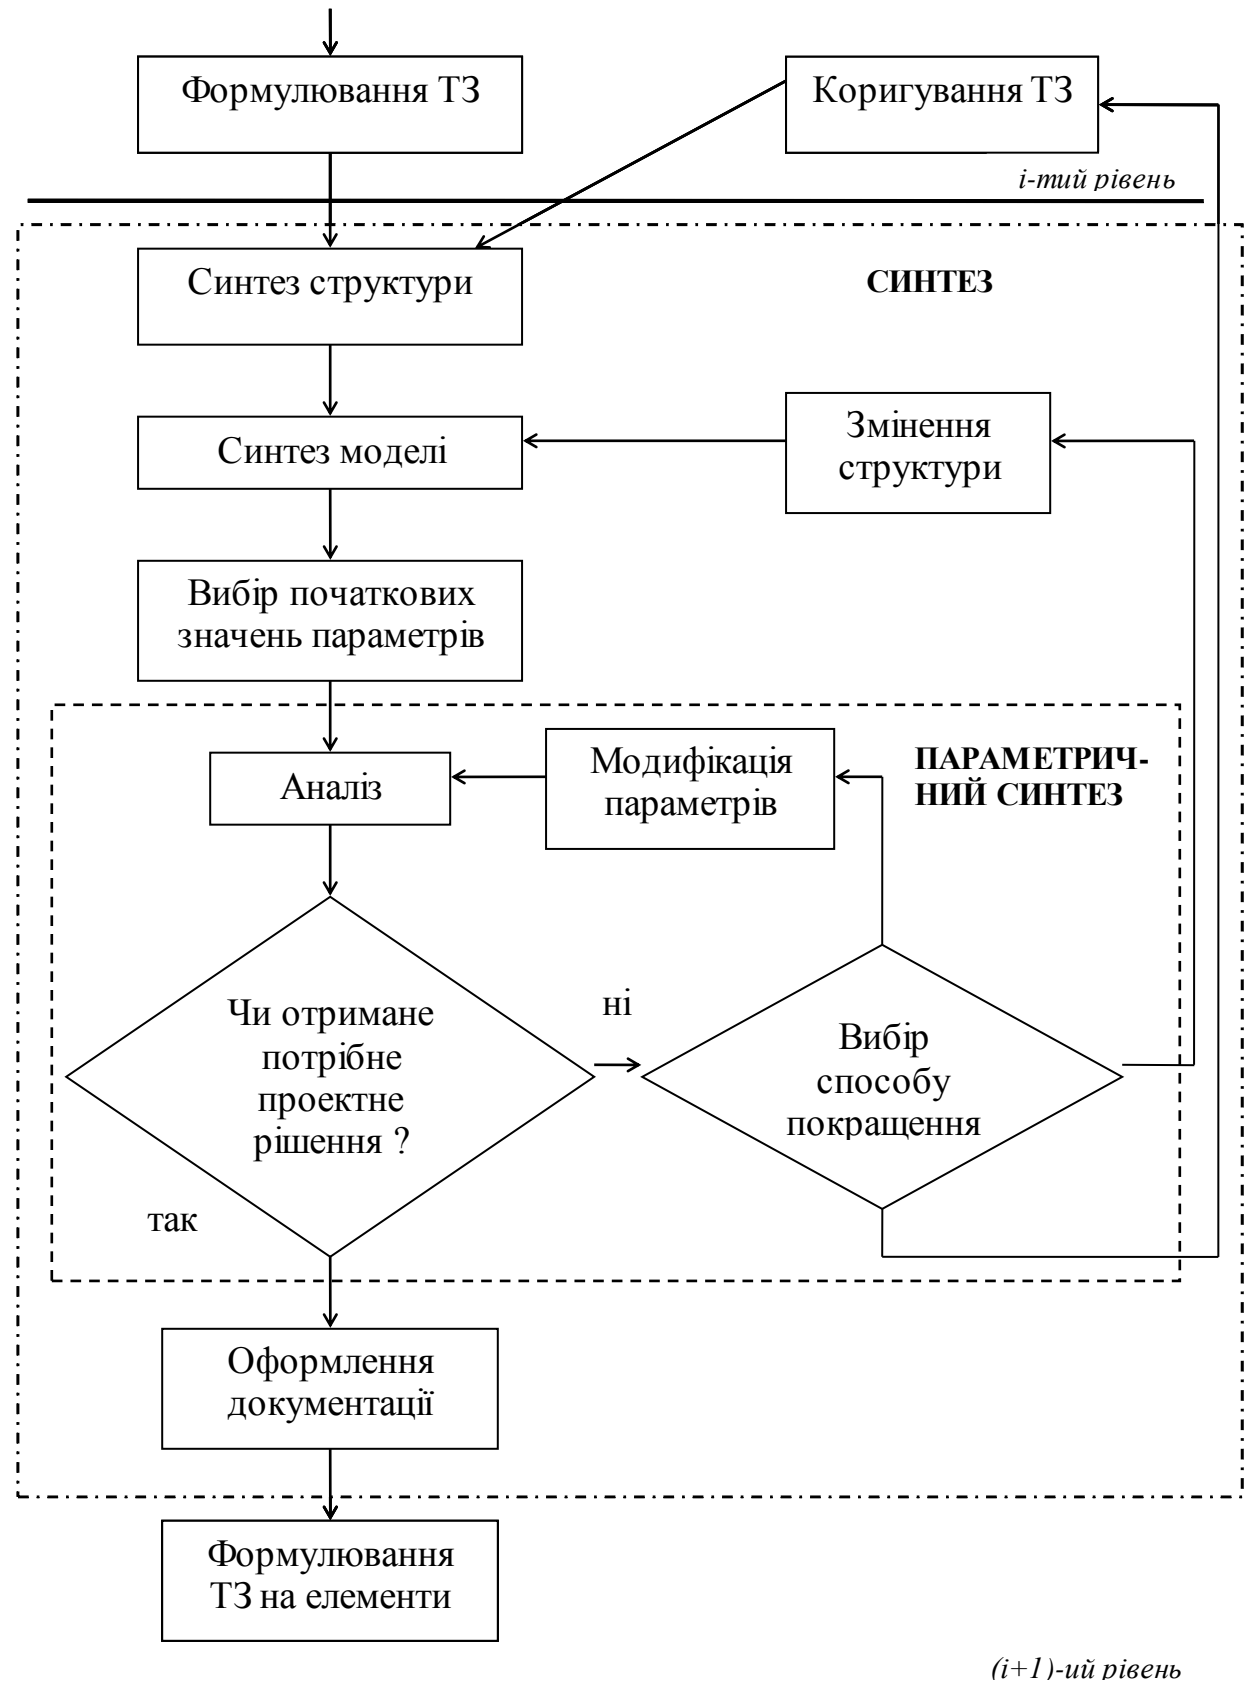 Формулювання ТЗ
Коригування ТЗ
i-тий рівень
Синтез структури
СИНТЕЗ
Змінення
структури
Синтез моделі
Вибір початкових
значень параметрів
Модифікація
параметрів
ПАРАМЕТРИЧ-
НИЙ СИНТЕЗ
Аналіз
Чи отримане
потрібне
проектне
рішення ?
ні
Вибір
способу
покращення
так
Оформлення
документації
Формулювання
ТЗ на елементи
(i+1)-ий рівень